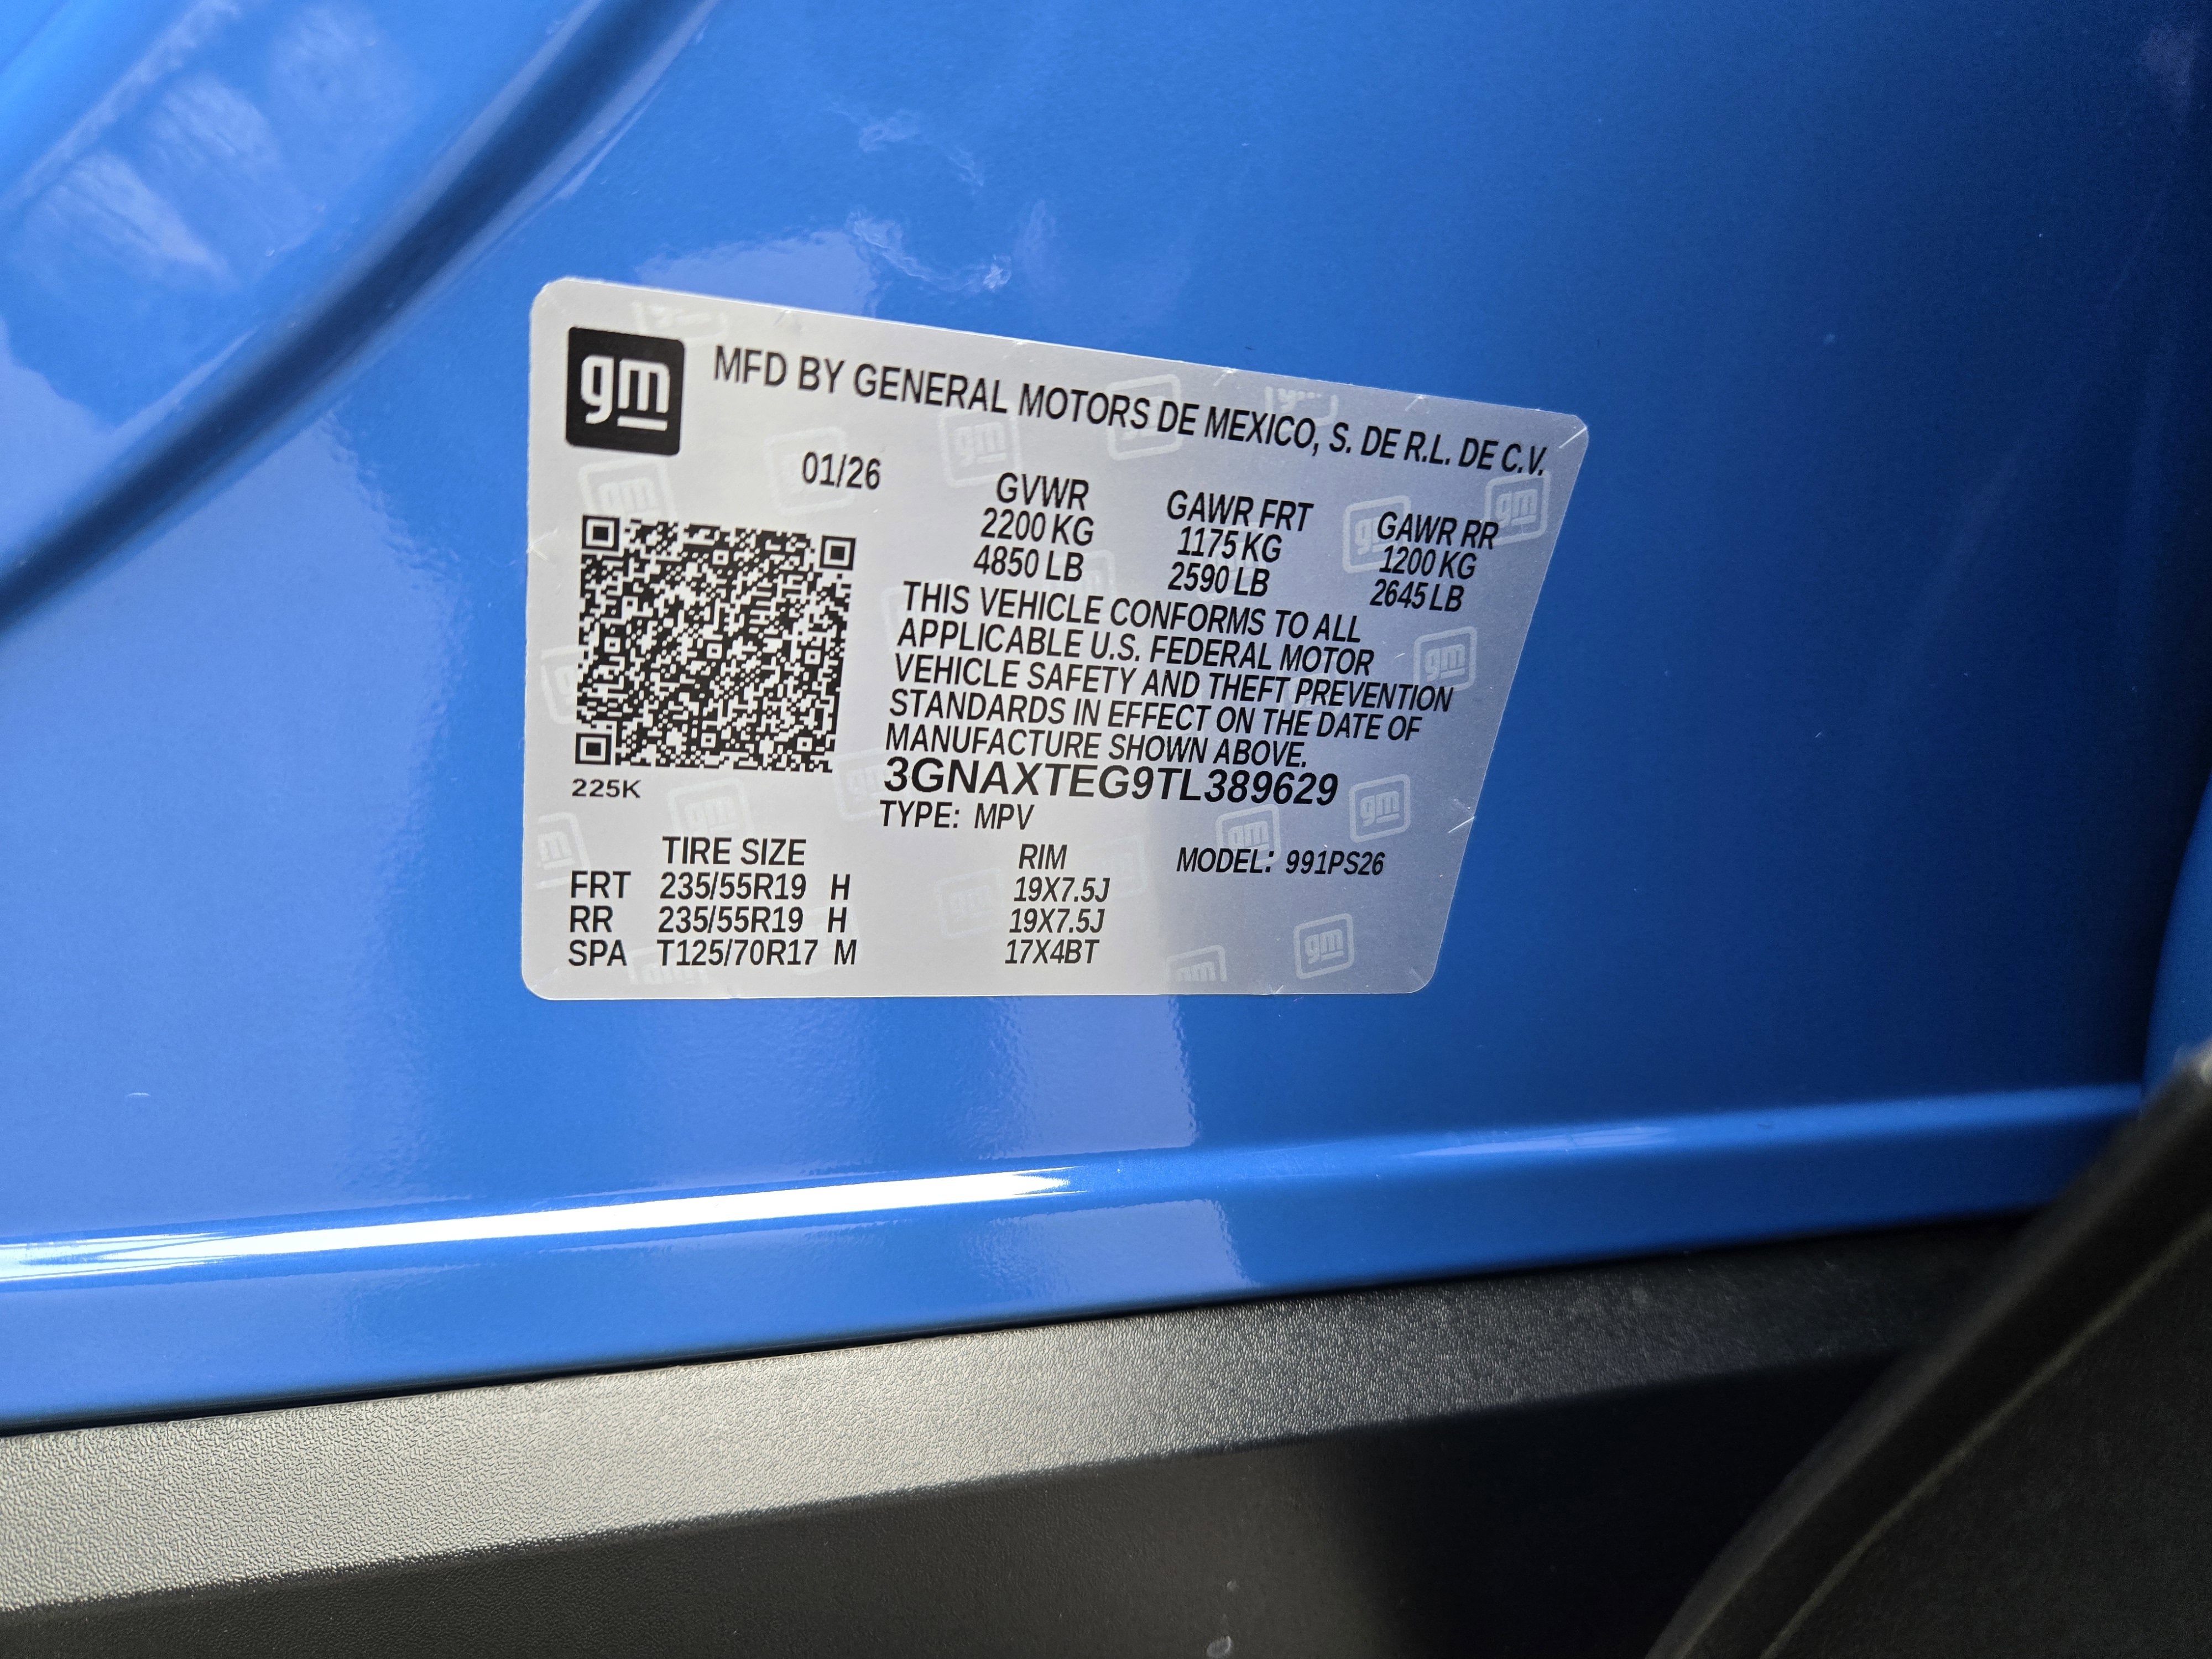 gm MFD BY GENERAL MOTORS DE MEXICO, S. DE R.L. DE C.V.
01/26 GVWR GAWR FRT GAWR RR
2200 KG 1175 KG 1200 KG
4850 LB 2590 LB 2645 LB
THIS VEHICLE CONFORMS TO ALL
APPLICABLE U.S. FEDERAL MOTOR
VEHICLE SAFETY AND THEFT PREVENTION
STANDARDS IN EFFECT ON THE DATE OF
MANUFACTURE SHOWN ABOVE.
225K 3GNAXTEG9TL389629
TYPE: MPV
TIRE SIZE RIM MODEL: 991PS26
FRT 235/55R19 H 19X7.5J
RR 235/55R19 H 19X7.5J
SPA T125/70R17 M 17X4BT